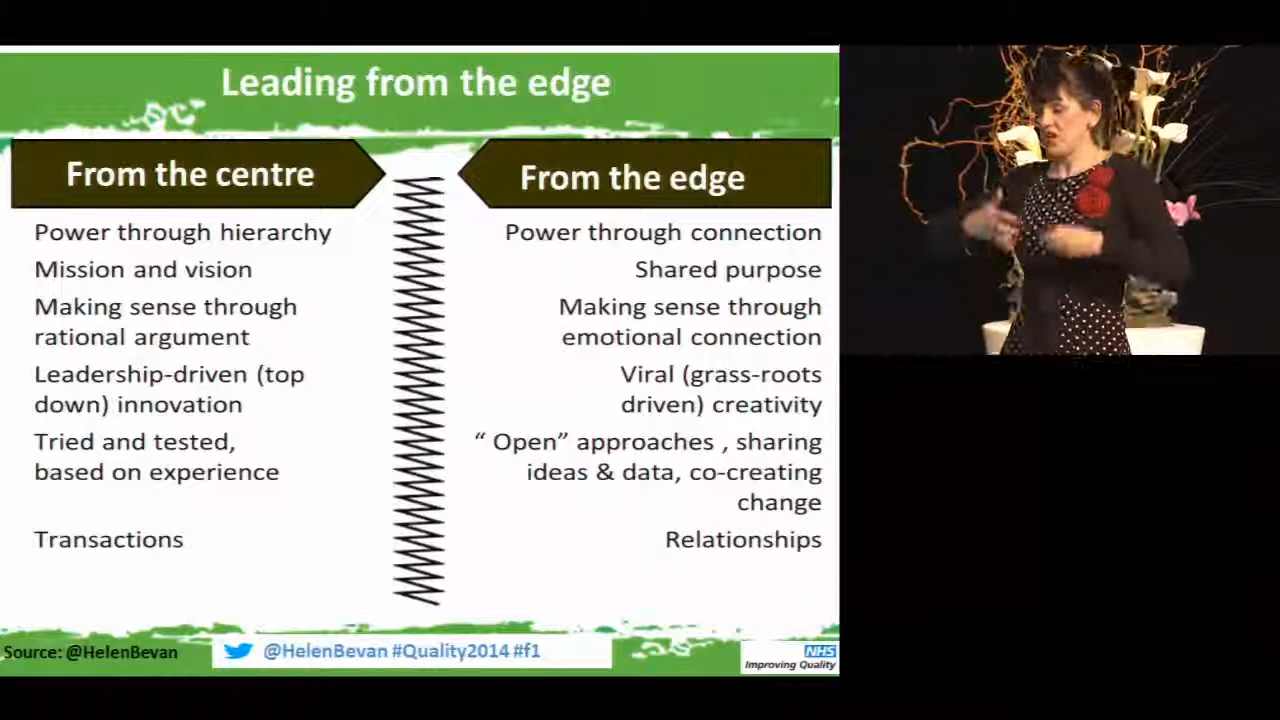 Leading from the edge
From the centre
Power through hierarchy
Mission and vision
Making sense through
rational argument
Leadership-driven (top
down) innovation
Tried and tested,
based on experience
Transactions
From the edge
Power through connection
Shared purpose
Making sense through
emotional connection
Viral (grass-roots
driven) creativity
“ Open” approaches , sharing
ideas & data, co-creating
change
Relationships
Source: @HelenBevan
@HelenBevan #Quality2014 #f1
NHS
Improving Quality